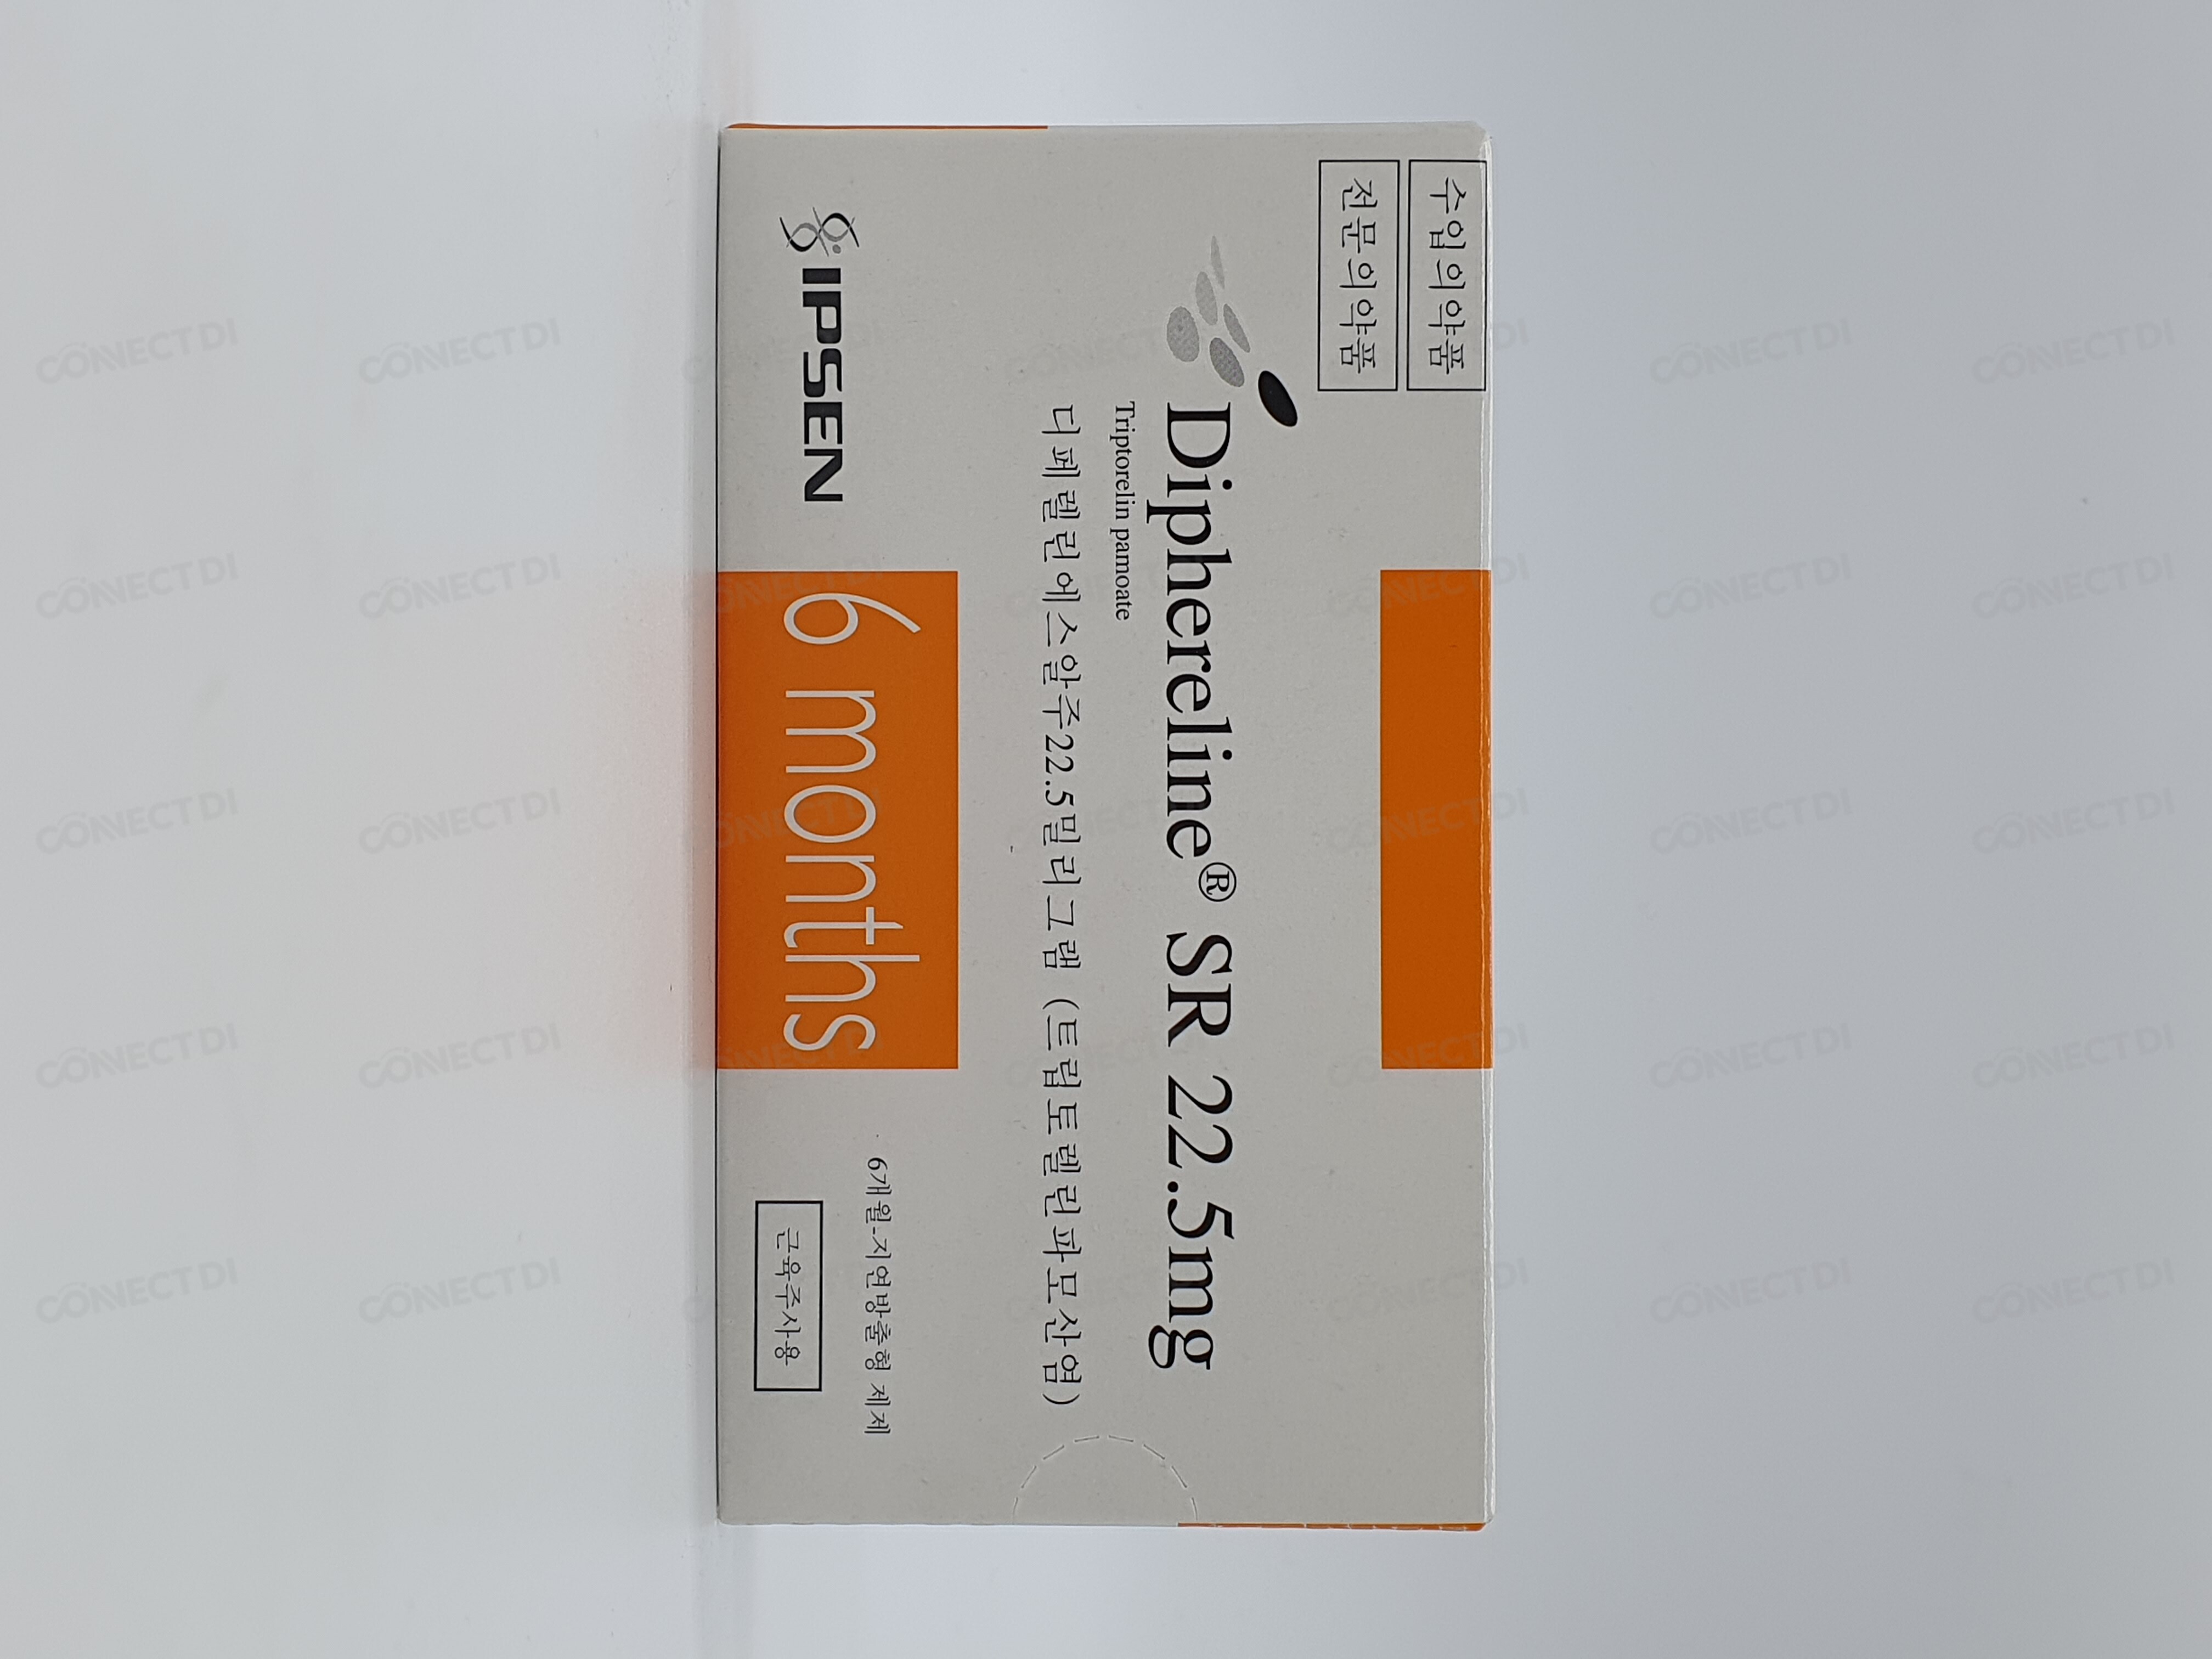 수입의약품
전문의약품
Diphereline® SR 22.5mg
Triptorelin pamoate
디페렐린에스알주22.5밀리그램 (트립토렐린파모산염)
6개월-지연방출형 제제
IPSEN
6 months
근육주사용
CONNECTDI